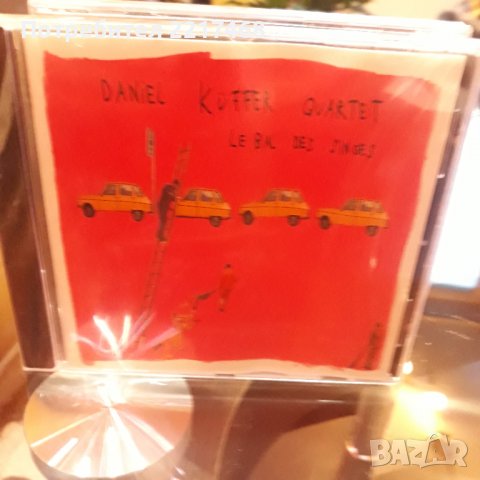 DANIEL KÜFFER QUARTET
LE BAL DES SINGES
BAZAR